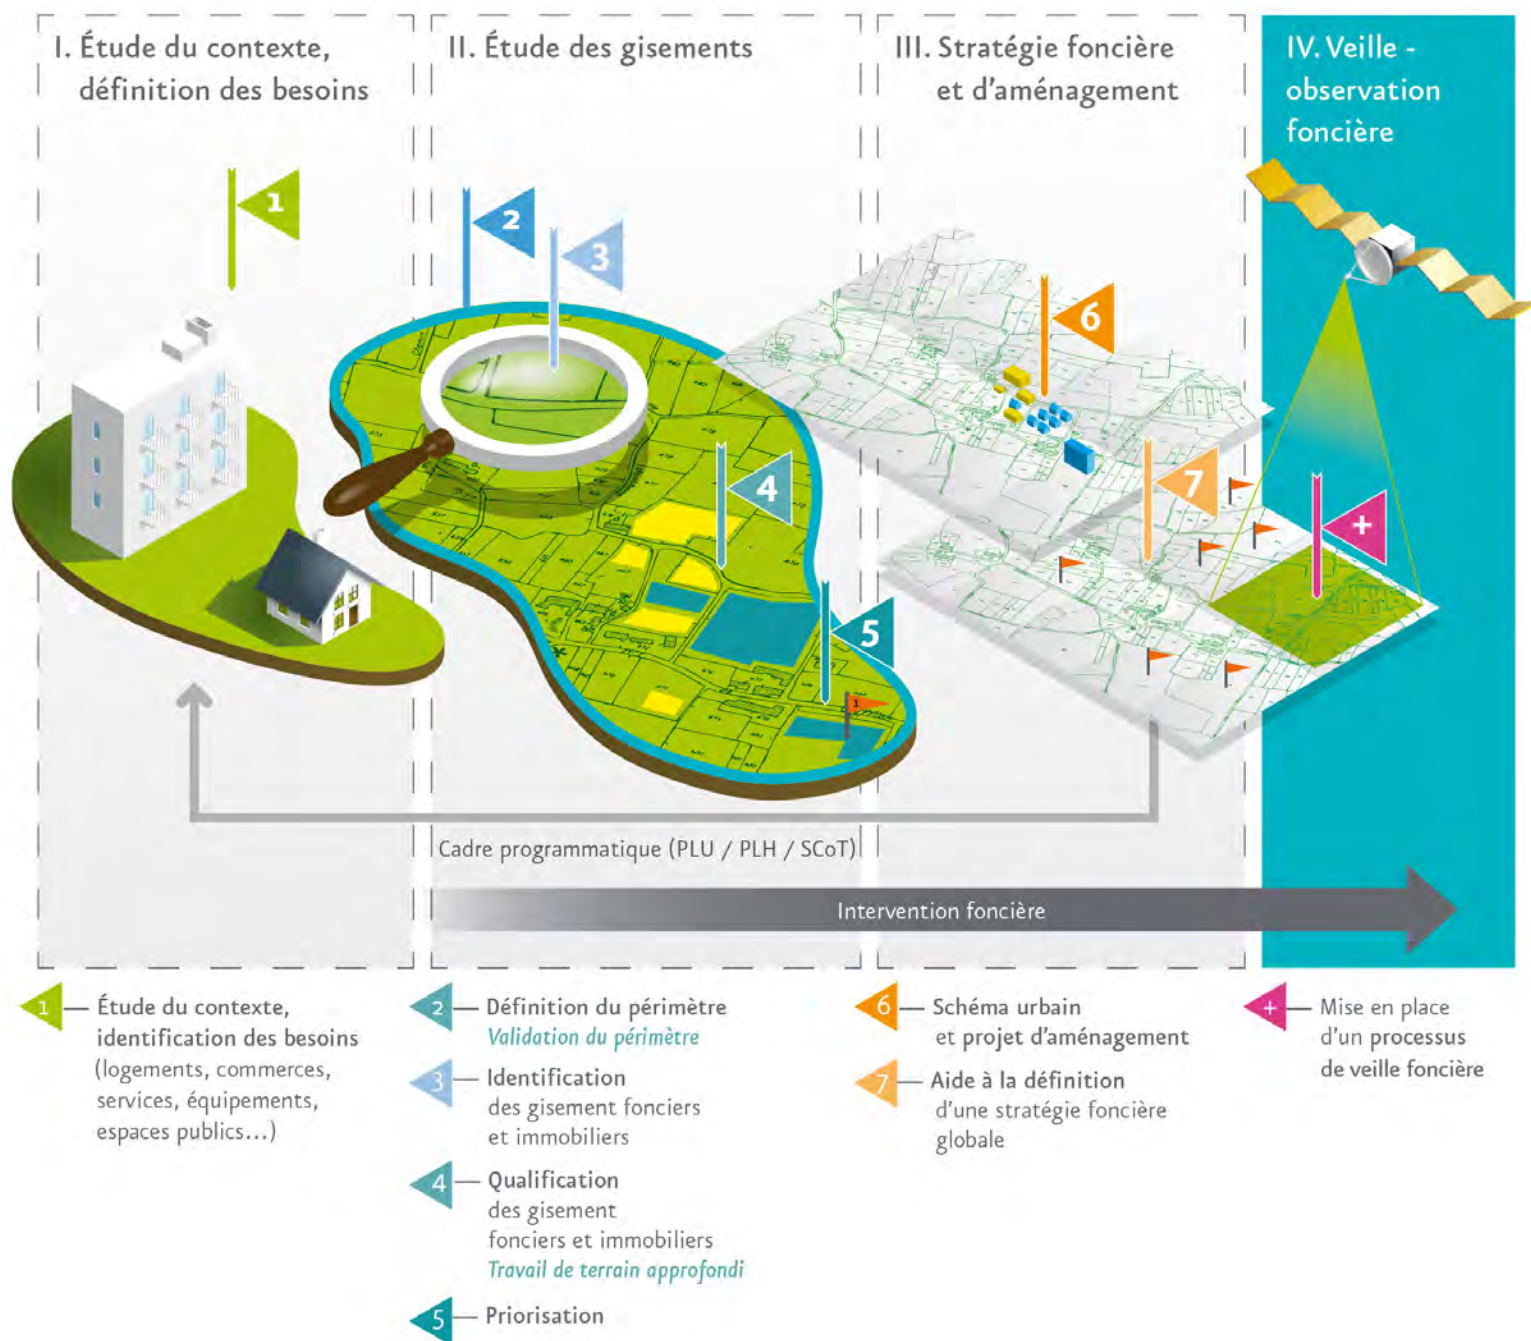 I. Étude du contexte,
définition des besoins
II. Étude des gisements
III. Stratégie foncière
et d'aménagement
IV. Veille -
observation
foncière
1
2
3
4
5
6
7
+
1
Cadre programmatique (PLU / PLH / SCoT)
Intervention foncière
1 Étude du contexte,
identification des besoins
(logements, commerces,
services, équipements,
espaces publics...)
2 Définition du périmètre
Validation du périmètre
3 Identification
des gisement fonciers
et immobiliers
4 Qualification
des gisement
fonciers et immobiliers
Travail de terrain approfondi
5 Priorisation
6 Schéma urbain
et projet d'aménagement
7 Aide à la définition
d'une stratégie foncière
globale
+ Mise en place
d'un processus
de veille foncière